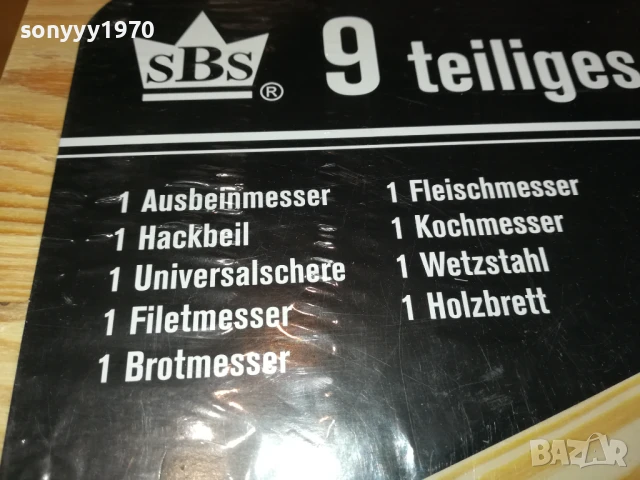 sonyyy1970
SBS ®
9 teiliges
1 Ausbeinmesser
1 Hackbeil
1 Universalschere
1 Filetmesser
1 Brotmesser
1 Fleischmesser
1 Kochmesser
1 Wetzstahl
1 Holzbrett
BAZAR